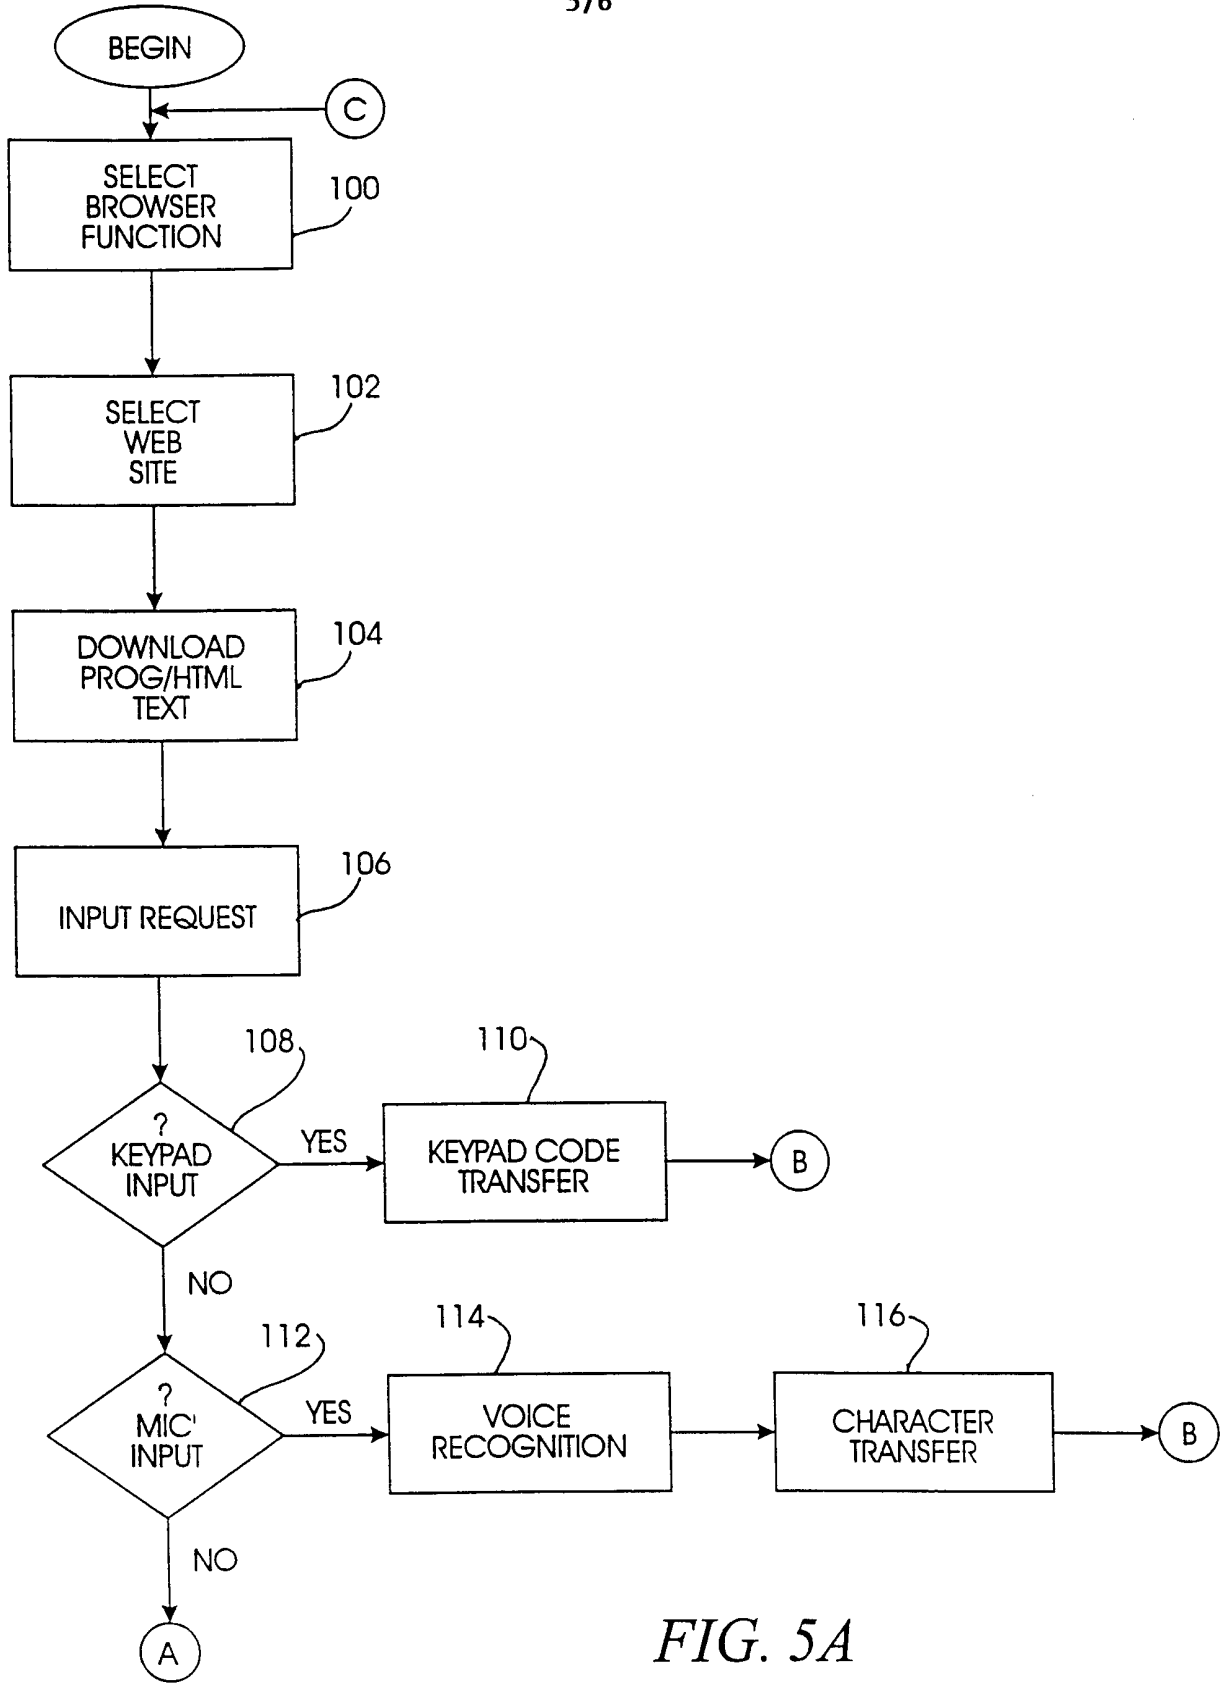 5/6
BEGIN
C
SELECT
BROWSER
FUNCTION
100
SELECT
WEB
SITE
102
DOWNLOAD
PROG/HTML
TEXT
104
INPUT REQUEST
106
108
?
KEYPAD
INPUT
YES
110
KEYPAD CODE
TRANSFER
B
NO
112
?
MIC'
INPUT
YES
114
VOICE
RECOGNITION
116
CHARACTER
TRANSFER
B
NO
A
FIG. 5A